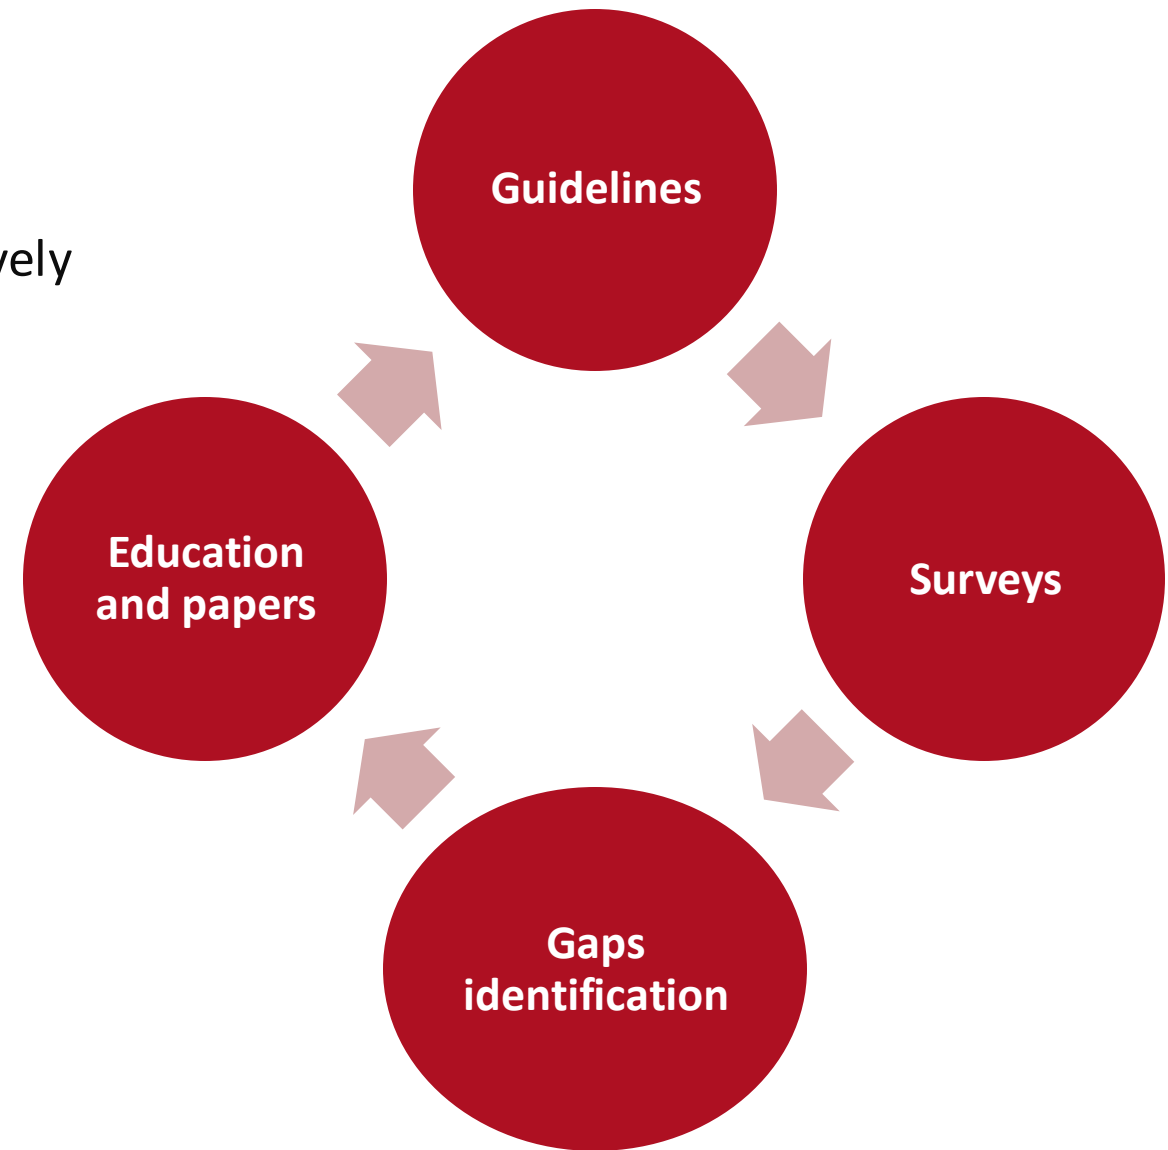 Guidelines
vely
Education
and papers
Surveys
Gaps
identification